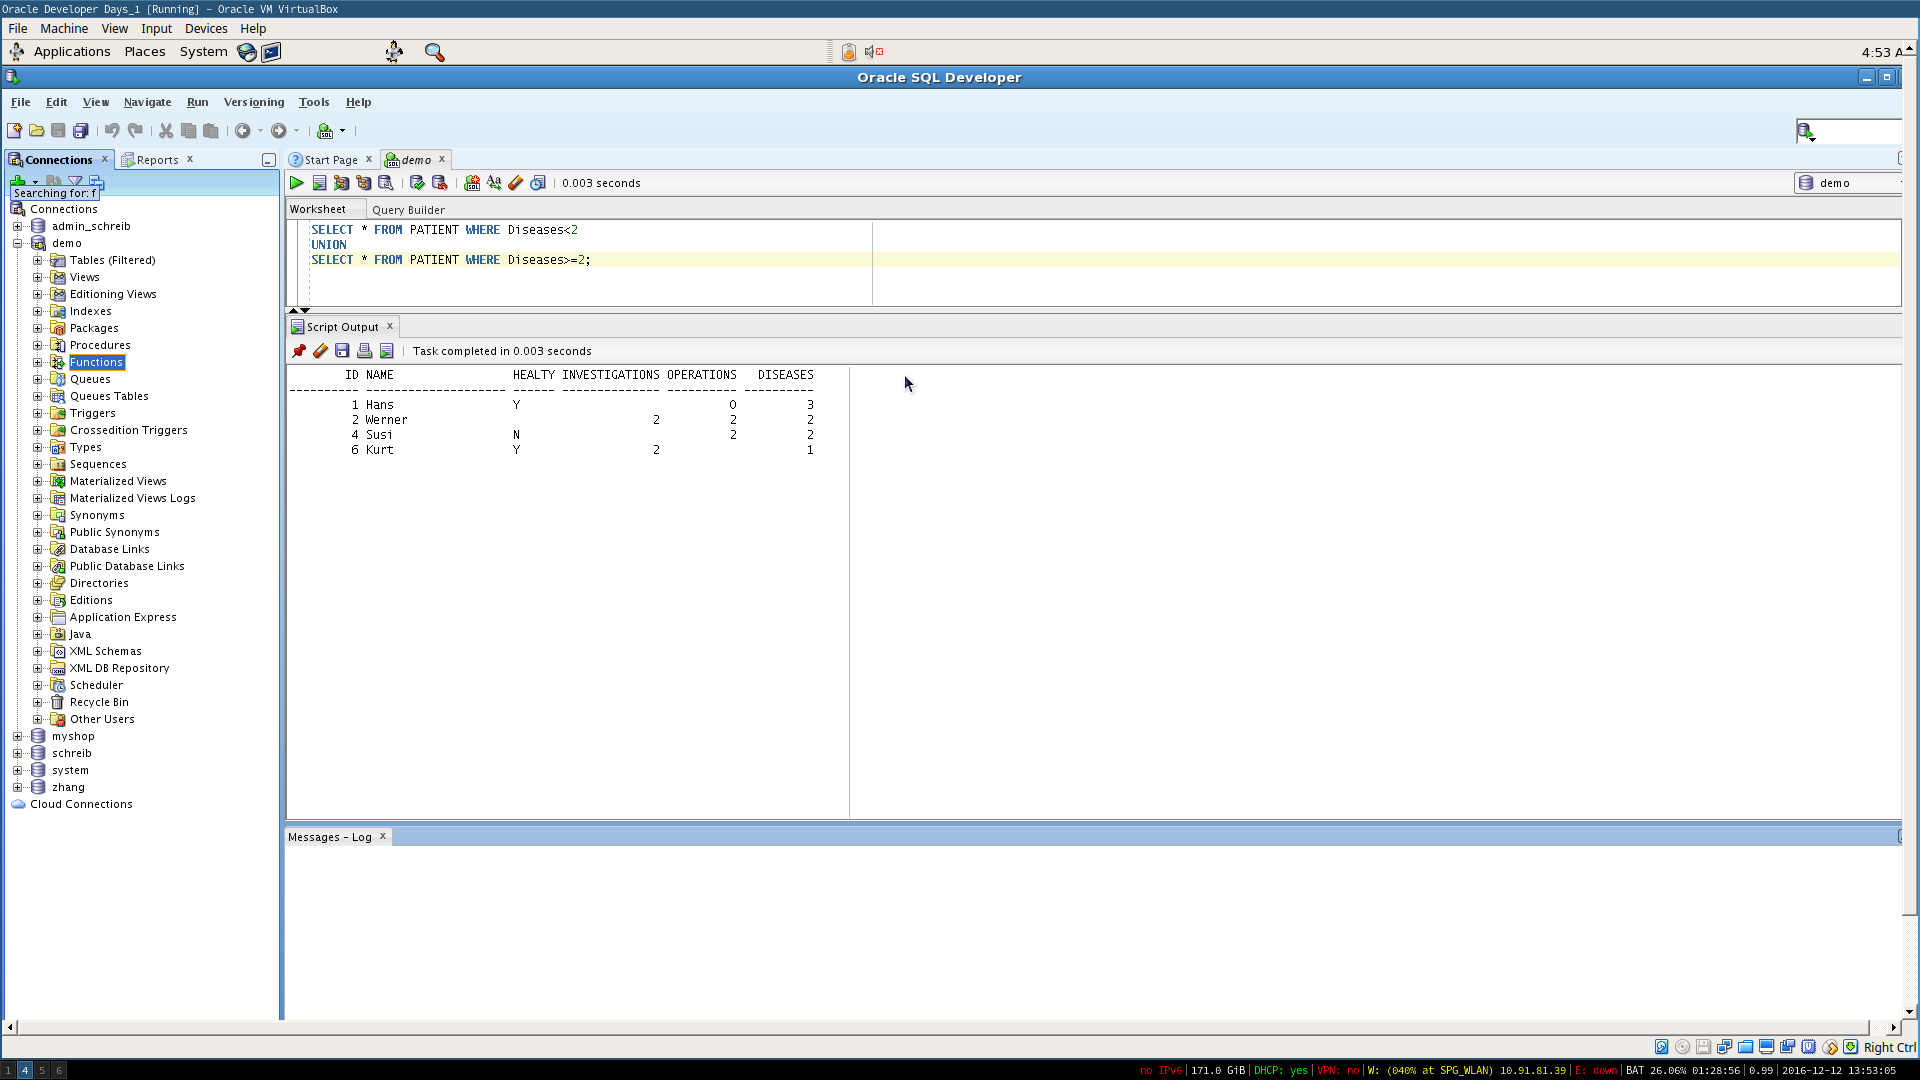 Oracle Developer Days_1 [Running] - Oracle VM VirtualBox
File Machine View Input Devices Help
Applications Places System
4:53 A
Oracle SQL Developer
File Edit View Navigate Run Versioning Tools Help
Connections Reports
Start Page demo
Searching for: f
0.003 seconds
demo
Worksheet Query Builder
SELECT * FROM PATIENT WHERE Diseases<2
UNION
SELECT * FROM PATIENT WHERE Diseases>=2;
Connections
admin_schreib
demo
Tables (Filtered)
Views
Editioning Views
Indexes
Packages
Procedures
Functions
Queues
Queues Tables
Triggers
Crossedition Triggers
Types
Sequences
Materialized Views
Materialized Views Logs
Synonyms
Public Synonyms
Database Links
Public Database Links
Directories
Editions
Application Express
Java
XML Schemas
XML DB Repository
Scheduler
Recycle Bin
Other Users
myshop
schreib
system
zhang
Cloud Connections
Script Output
Task completed in 0.003 seconds
ID NAME HEALTY INVESTIGATIONS OPERATIONS DISEASES
---------- -------------------- ------ -------------- ---------- ----------
1 Hans Y 0 3
2 Werner 2 2 2
4 Susi N 2 2
6 Kurt Y 2 1
Messages - Log
Right Ctrl
1 4 5 6
no IPv6|171.0 GiB|DHCP: yes|VPN: no|W: (040% at SPG_WLAN) 10.91.81.39|E: down|BAT 26.06% 01:28:56|0.99|2016-12-12 13:53:05